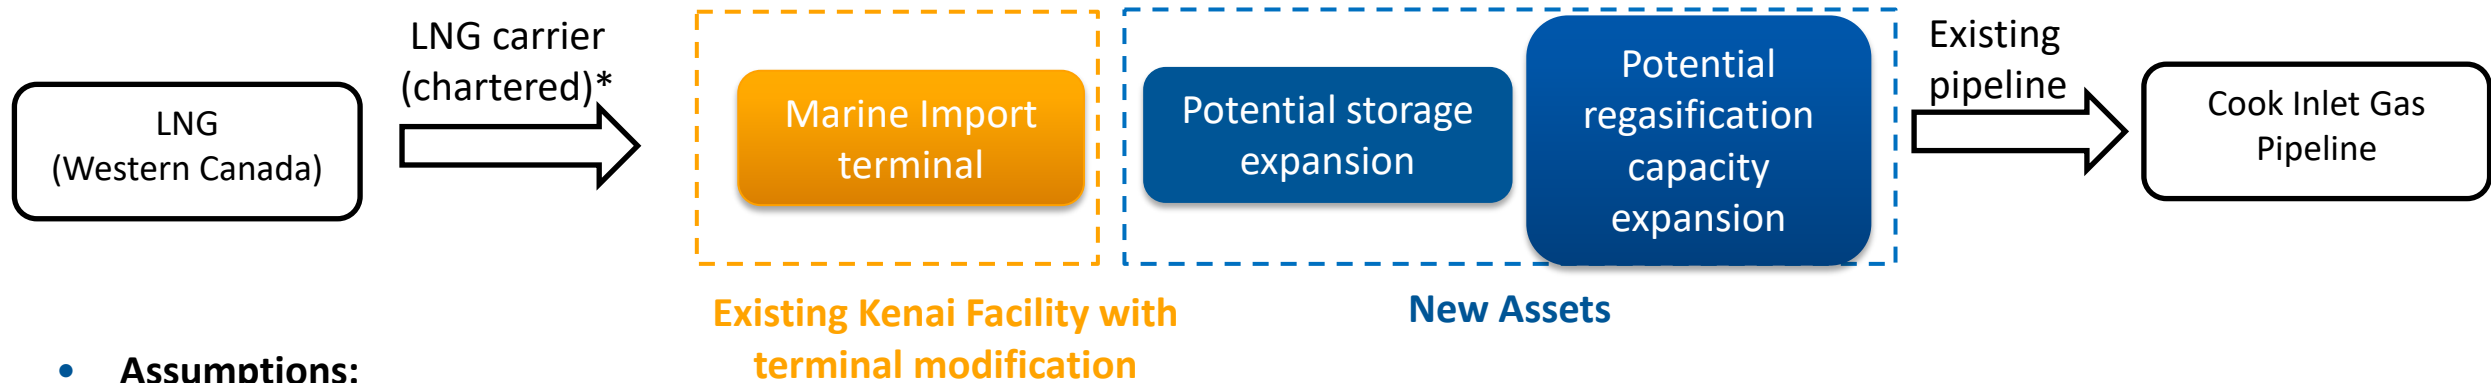 LNG
(Western Canada)
LNG carrier
(chartered)*
Marine Import
terminal
Existing Kenai Facility with
terminal modification
Potential storage
expansion
Potential
regasification
capacity
expansion
New Assets
Existing
pipeline
Cook Inlet Gas
Pipeline
• Assumptions: